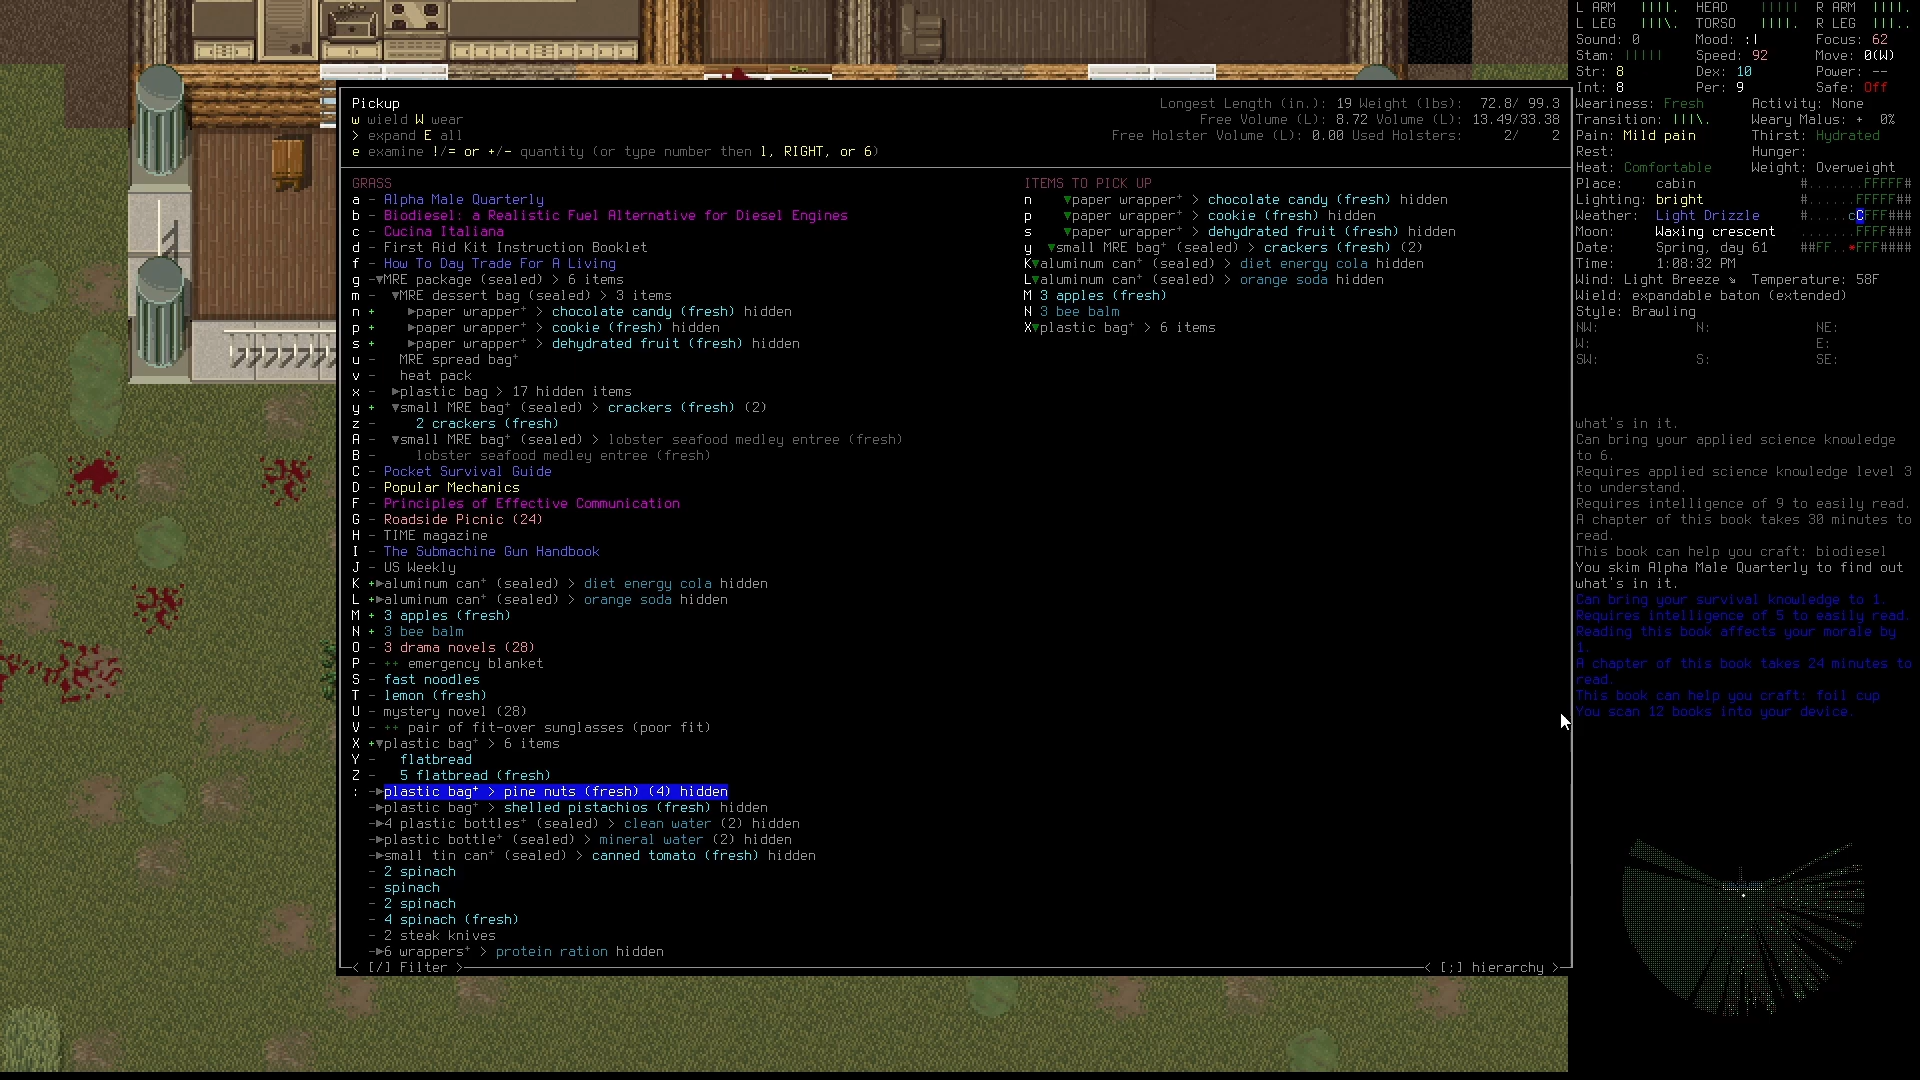 Pickup
w wield W wear
> expand E all
e examine !/= or +/- quantity (or type number then l, RIGHT, or 6)
Longest Length (in.): 19 Weight (lbs): 72.8/ 99.3
Free Volume (L): 8.72 Volume (L): 13.49/33.38
Free Holster Volume (L): 0.00 Used Holsters: 2/ 2
GRASS
a - Alpha Male Quarterly
b - Biodiesel: a Realistic Fuel Alternative for Diesel Engines
c - Cucina Italiana
d - First Aid Kit Instruction Booklet
f - How To Day Trade For A Living
g -▼MRE package (sealed) > 6 items
m - ▼MRE dessert bag (sealed) > 3 items
n + ▶paper wrapper⁺ > chocolate candy (fresh) hidden
p + ▶paper wrapper⁺ > cookie (fresh) hidden
s + ▶paper wrapper⁺ > dehydrated fruit (fresh) hidden
u - MRE spread bag⁺
v - heat pack
x - ▶plastic bag > 17 hidden items
y + ▼small MRE bag⁺ (sealed) > crackers (fresh) (2)
z - 2 crackers (fresh)
A - ▼small MRE bag⁺ (sealed) > lobster seafood medley entree (fresh)
B - lobster seafood medley entree (fresh)
C - Pocket Survival Guide
D - Popular Mechanics
F - Principles of Effective Communication
G - Roadside Picnic (24)
H - TIME magazine
I - The Submachine Gun Handbook
J - US Weekly
K +▶aluminum can⁺ (sealed) > diet energy cola hidden
L +▶aluminum can⁺ (sealed) > orange soda hidden
M + 3 apples (fresh)
N + 3 bee balm
O - 3 drama novels (28)
P - ++ emergency blanket
S - fast noodles
T - lemon (fresh)
U - mystery novel (28)
V - ++ pair of fit-over sunglasses (poor fit)
X +▼plastic bag⁺ > 6 items
Y - flatbread
Z - 5 flatbread (fresh)
: -▶plastic bag⁺ > pine nuts (fresh) (4) hidden
-▶plastic bag⁺ > shelled pistachios (fresh) hidden
-▶4 plastic bottles⁺ (sealed) > clean water (2) hidden
-▶plastic bottle⁺ (sealed) > mineral water (2) hidden
-▶small tin can⁺ (sealed) > canned tomato (fresh) hidden
- 2 spinach
- spinach
- 2 spinach
- 4 spinach (fresh)
- 2 steak knives
-▶6 wrappers⁺ > protein ration hidden
< [/] Filter >
< [;] hierarchy >
ITEMS TO PICK UP
n ▼paper wrapper⁺ > chocolate candy (fresh) hidden
p ▼paper wrapper⁺ > cookie (fresh) hidden
s ▼paper wrapper⁺ > dehydrated fruit (fresh) hidden
y ▼small MRE bag⁺ (sealed) > crackers (fresh) (2)
K▼aluminum can⁺ (sealed) > diet energy cola hidden
L▼aluminum can⁺ (sealed) > orange soda hidden
M 3 apples (fresh)
N 3 bee balm
X▼plastic bag⁺ > 6 items
L ARM ||||. HEAD ||||| R ARM ||||.
L LEG |||\. TORSO ||||. R LEG |||..
Sound: 0 Mood: :| Focus: 62
Stam: ||||| Speed: 92 Move: 0(W)
Str: 8 Dex: 10 Power: --
Int: 8 Per: 9 Safe: Off
Weariness: Fresh Activity: None
Transition: |||\. Weary Malus: + 0%
Pain: Mild pain Thirst: Hydrated
Rest: Hunger:
Heat: Comfortable Weight: Overweight
Place: cabin #.......FFFFF#
Lighting: bright #.......FFFFF##
Weather: Light Drizzle #.....cCFFF###
Moon: Waxing crescent .......FFFF###
Date: Spring, day 61 ##FF..*FFF####
Time: 1:08:32 PM
Wind: Light Breeze ⇘ Temperature: 58F
Wield: expandable baton (extended)
Style: Brawling
NW: N: NE:
W: E:
SW: S: SE:
what's in it.
Can bring your applied science knowledge
to 6.
Requires applied science knowledge level 3
to understand.
Requires intelligence of 9 to easily read.
A chapter of this book takes 30 minutes to
read.
This book can help you craft: biodiesel
You skim Alpha Male Quarterly to find out
what's in it.
Can bring your survival knowledge to 1.
Requires intelligence of 5 to easily read.
Reading this book affects your morale by
1.
A chapter of this book takes 24 minutes to
read.
This book can help you craft: foil cup
You scan 12 books into your device.